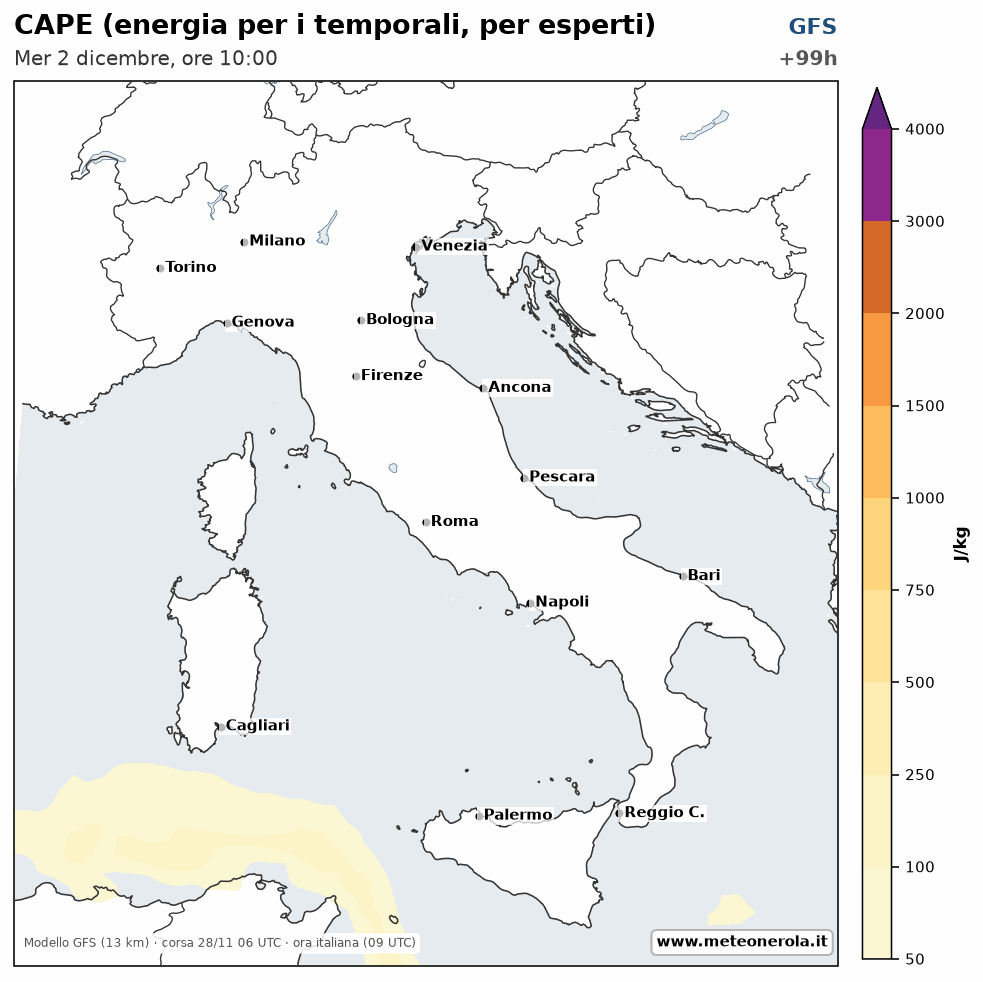 CAPE (energia per i temporali, per esperti)
GFS
Mer 2 dicembre, ore 10:00
+99h
4000
3000
2000
1500
1000
750
500
250
100
50
J/kg
Milano
Venezia
Torino
Genova
Bologna
Firenze
Ancona
Pescara
Roma
Bari
Napoli
Cagliari
Palermo
Reggio C.
Modello GFS (13 km) · corsa 28/11 06 UTC · ora italiana (09 UTC)
www.meteonerola.it